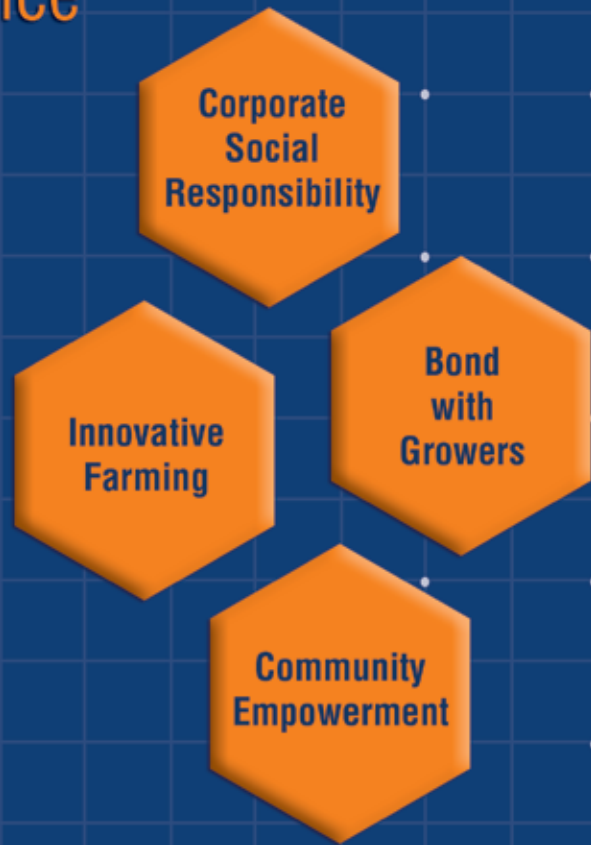 Corporate
Social
Responsibility
Bond
with
Growers
Innovative
Farming
Community
Empowerment